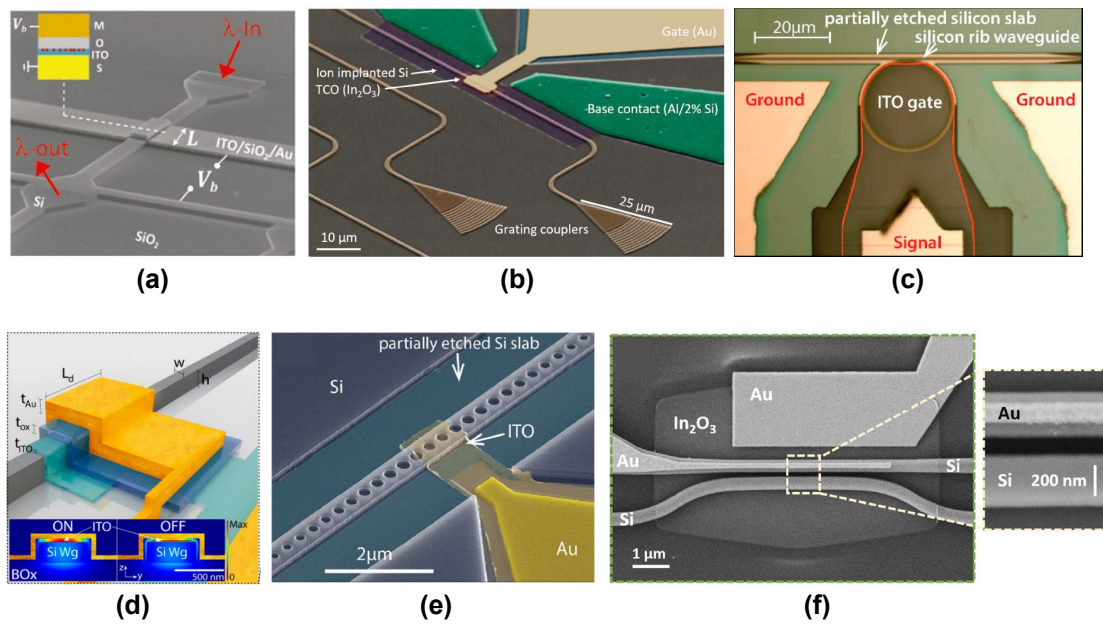 V_b
M
O
ITO
S
λ-In
L
ITO/SiO₂/Au
λ-out
V_b
Si
SiO₂
(a)
Gate (Au)
Ion implanted Si
TCO (In₂O₃)
Base contact (Al/2% Si)
25 µm
Grating couplers
10 µm
(b)
20µm
partially etched silicon slab
silicon rib waveguide
Ground
ITO gate
Ground
Signal
(c)
L_d
w
h
t_Au
t_ox
t_ITO
ON
ITO
OFF
Max
Si Wg
Si Wg
0
BOx
z
y
500 nm
(d)
partially etched Si slab
Si
ITO
2µm
Au
(e)
Au
In₂O₃
Au
Si
Si
1 µm
Au
Si
200 nm
(f)